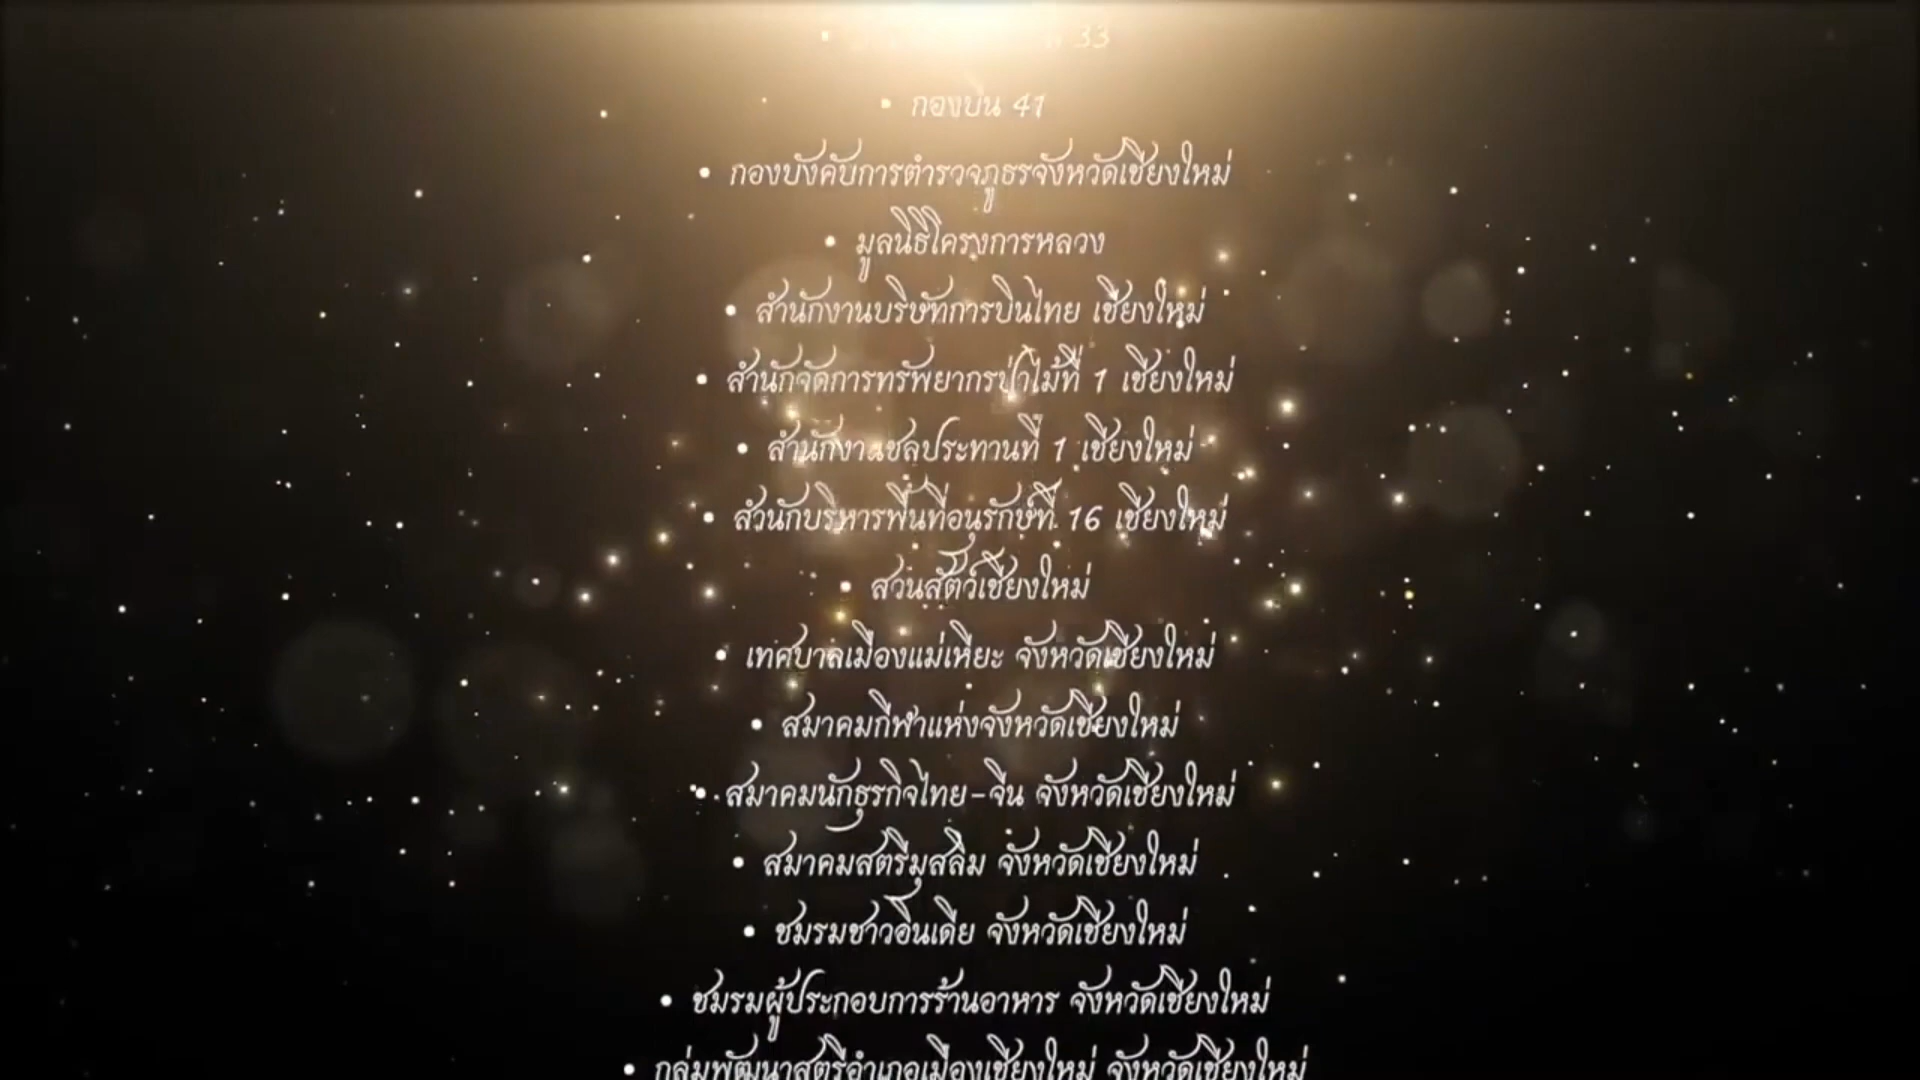 • 33
• กองบิน 41
• กองบังคับการตำรวจภูธรจังหวัดเชียงใหม่
• มูลนิธิโครงการหลวง
• สำนักงานบริษัทการบินไทย เชียงใหม่
• สำนักจัดการทรัพยากรป่าไม้ที่ 1 เชียงใหม่
• สำนักงานชลประทานที่ 1 เชียงใหม่
• สำนักบริหารพื้นที่อนุรักษ์ที่ 16 เชียงใหม่
• สวนสัตว์เชียงใหม่
• เทศบาลเมืองแม่เหียะ จังหวัดเชียงใหม่
• สมาคมกีฬาแห่งจังหวัดเชียงใหม่
• สมาคมนักธุรกิจไทย-จีน จังหวัดเชียงใหม่
• สมาคมสตรีมุสลิม จังหวัดเชียงใหม่
• ชมรมชาวอินเดีย จังหวัดเชียงใหม่
• ชมรมผู้ประกอบการร้านอาหาร จังหวัดเชียงใหม่
• กลุ่มพัฒนาสตรีอำเภอเมืองเชียงใหม่ จังหวัดเชียงใหม่